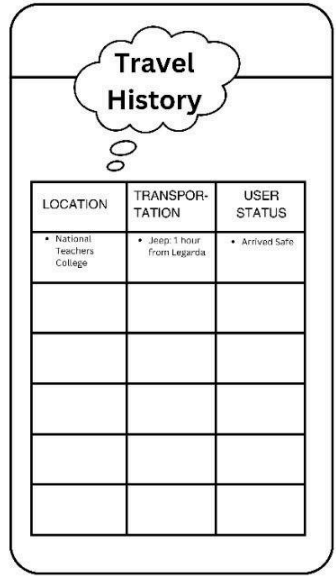 Travel
History
LOCATION
TRANSPOR-
TATION
USER
STATUS
• National
Teachers
College
• Jeep: 1 hour
from Legarda
• Arrived Safe